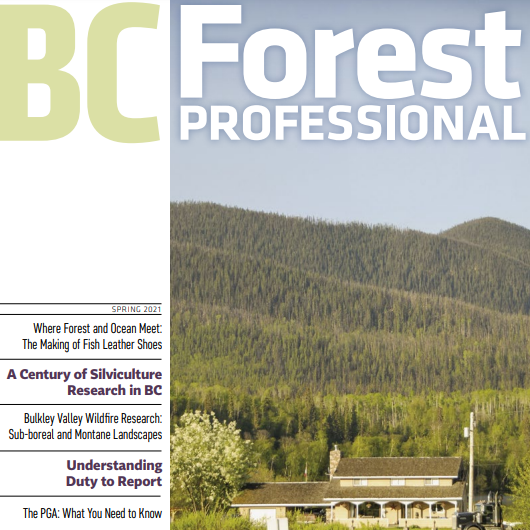 BC Forest
PROFESSIONAL
SPRING 2021
Where Forest and Ocean Meet:
The Making of Fish Leather Shoes
A Century of Silviculture
Research in BC
Bulkley Valley Wildfire Research:
Sub-boreal and Montane Landscapes
Understanding
Duty to Report
The PGA: What You Need to Know